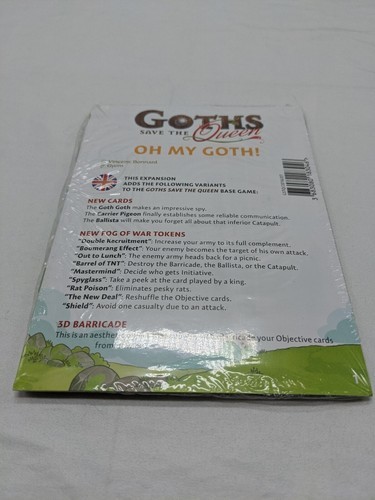 GOTHS
SAVE THE Queen
OH MY GOTH!
THIS EXPANSION
ADDS THE FOLLOWING VARIANTS
TO THE GOTHS SAVE THE QUEEN BASE GAME:
NEW CARDS
The Goth Goth makes an impressive spy.
The Carrier Pigeon finally establishes some reliable communication.
The Ballista will make you forget all about that inferior Catapult.
NEW FOG OF WAR TOKENS
"Double Recruitment": Increase your army to its full complement.
"Boomerang Effect": Your enemy becomes the target of his own attack.
"Out to Lunch": The enemy army heads back for a picnic.
"Barrel of TNT": Destroy the Barricade, the Ballista, or the Catapult.
"Mastermind": Decide who gets Initiative.
"Spyglass": Take a peek at the card played by a king.
"Rat Poison": Eliminates pesky rats.
"The New Deal": Reshuffle the Objective cards.
"Shield": Avoid one casualty due to an attack.
3D BARRICADE
This is an aesthe your Objective cards
from